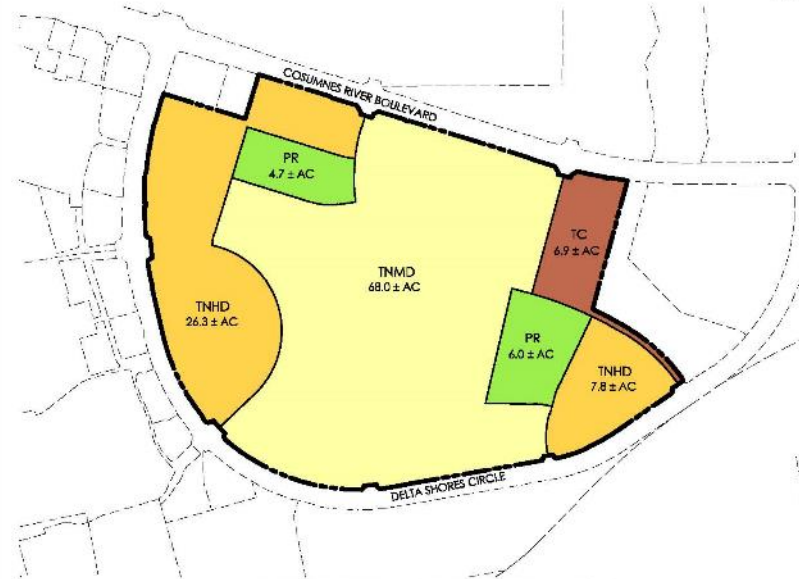 COSUMNES RIVER BOULEVARD
PR
4.7 ± AC
TC
6.9 ± AC
TNMD
68.0 ± AC
TNHD
26.3 ± AC
PR
6.0 ± AC
TNHD
7.8 ± AC
DELTA SHORES CIRCLE